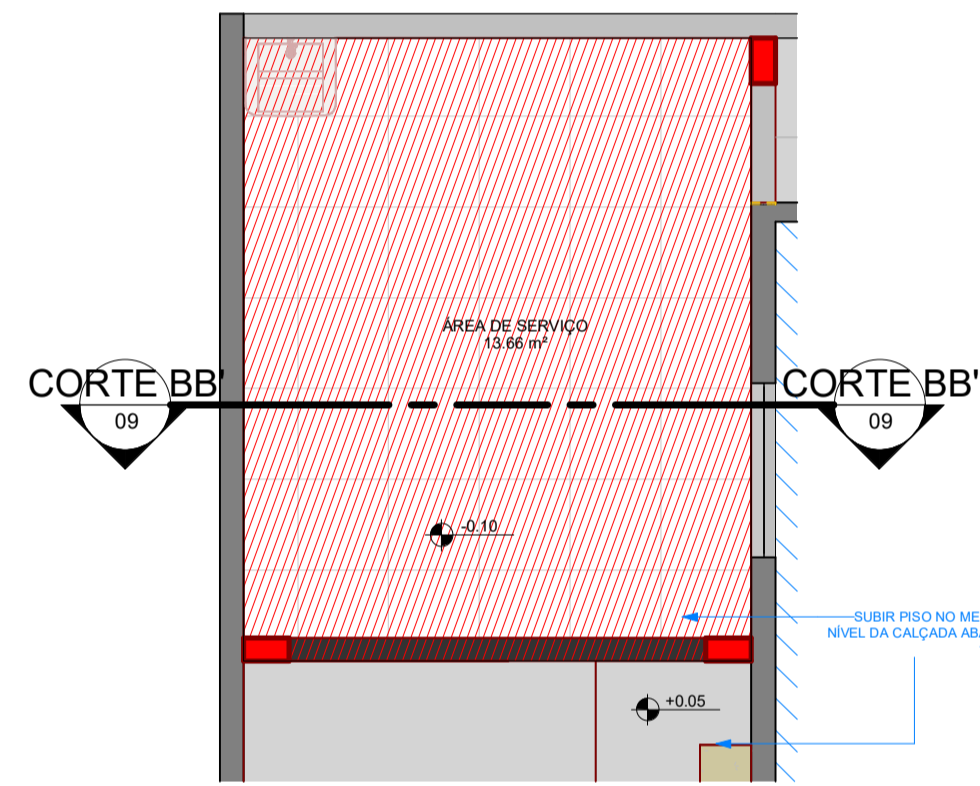 ÁREA DE SERVIÇO
13.66 m²
CORTE BB'
09
CORTE BB'
09
-0.10
SUBIR PISO NO ME
NÍVEL DA CALÇADA ABA
+0.05